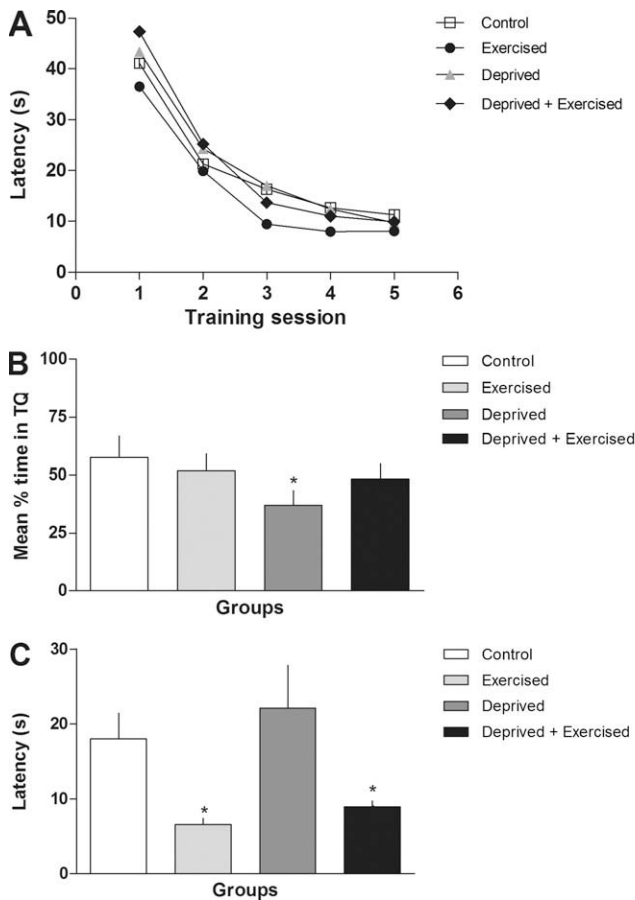 A
50
40
30
20
10
0
Latency (s)
0 1 2 3 4 5 6
Training session
Control
Exercised
Deprived
Deprived + Exercised
B
100
75
50
25
0
Mean % time in TQ
*
Groups
Control
Exercised
Deprived
Deprived + Exercised
C
30
20
10
0
Latency (s)
* *
Groups
Control
Exercised
Deprived
Deprived + Exercised